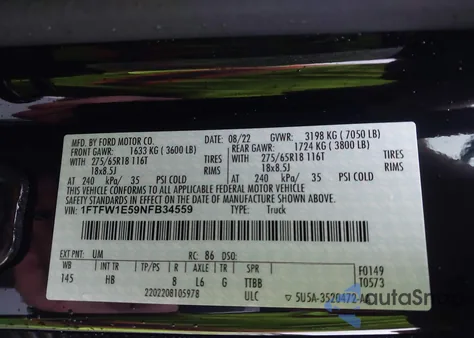 MFD. BY FORD MOTOR CO. DATE: 08/22 GVWR: 3198 KG ( 7050 LB)
FRONT GAWR: 1633 KG ( 3600 LB) REAR GAWR: 1724 KG ( 3800 LB)
WITH 275/65R18 116T TIRES WITH 275/65R18 116T TIRES
18x8.5J RIMS 18x8.5J RIMS
AT 240 kPa/ 35 PSI COLD AT 240 kPa/ 35 PSI COLD
THIS VEHICLE CONFORMS TO ALL APPLICABLE FEDERAL MOTOR VEHICLE
SAFETY STANDARDS IN EFFECT ON THE DATE OF MANUFACTURE SHOWN ABOVE.
VIN: 1FTFW1E59NFB34559 TYPE: Truck
EXT PNT: UM RC: 86 DSO:
WB INT TR TP/PS R AXLE TR SPR F0149
145 HB 8 L6 G TTBB T0573
2202208105978 ULC 5U5A-3520472-A
autoSna